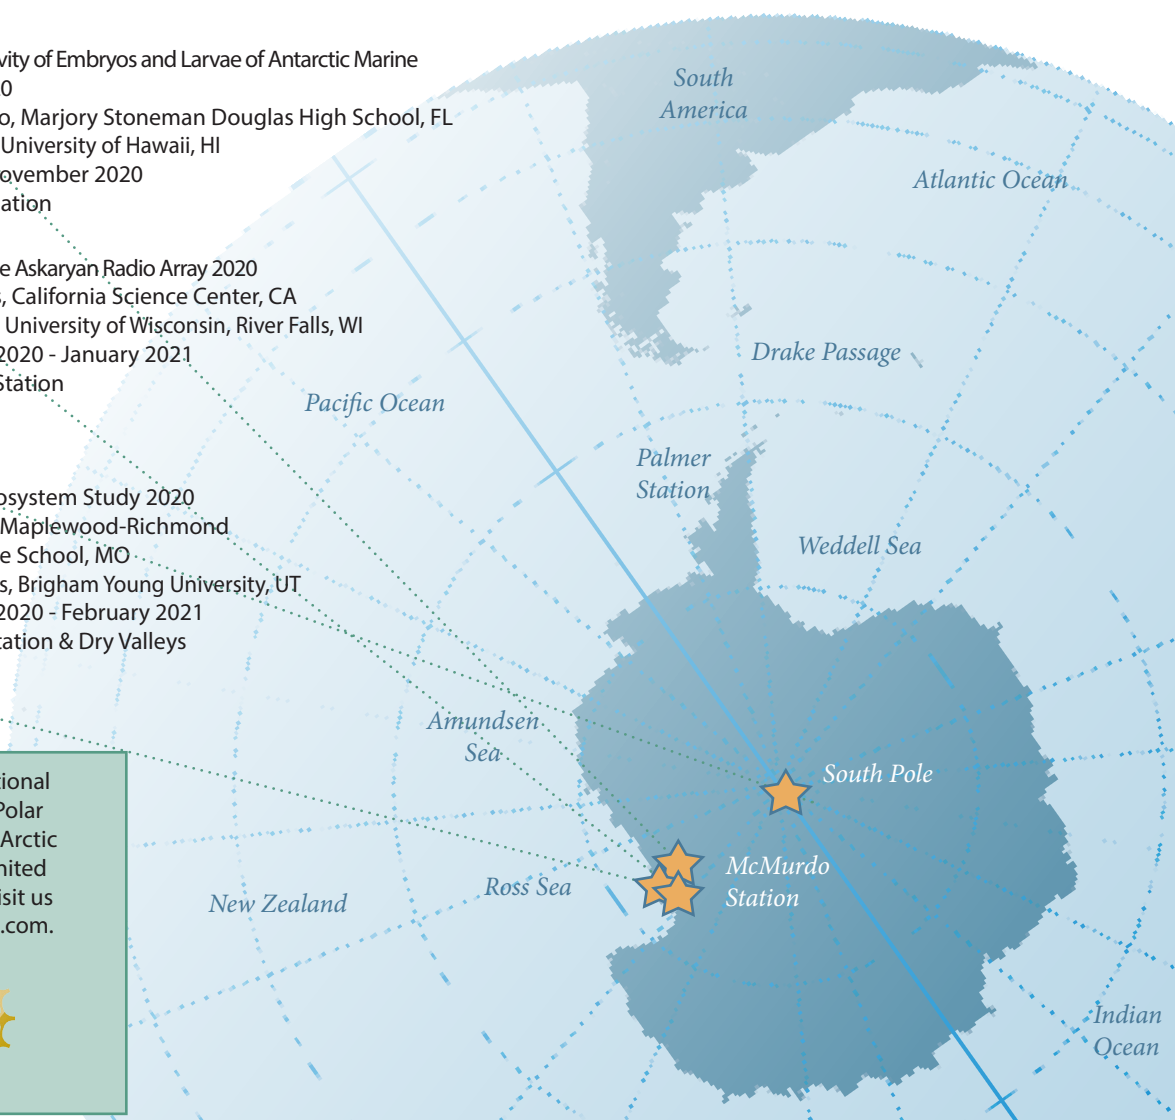 vity of Embryos and Larvae of Antarctic Marine
0
o, Marjory Stoneman Douglas High School, FL
University of Hawaii, HI
ovember 2020
ation
e Askaryan Radio Array 2020
s, California Science Center, CA
University of Wisconsin, River Falls, WI
2020 - January 2021
Station
osystem Study 2020
Maplewood-Richmond
e School, MO
s, Brigham Young University, UT
2020 - February 2021
tation & Dry Valleys
tional
Polar
Arctic
nited
isit us
.com.
South
America
Atlantic Ocean
Drake Passage
Pacific Ocean
Palmer
Station
Weddell Sea
Amundsen
Sea
South Pole
McMurdo
Station
Ross Sea
New Zealand
Indian
Ocean